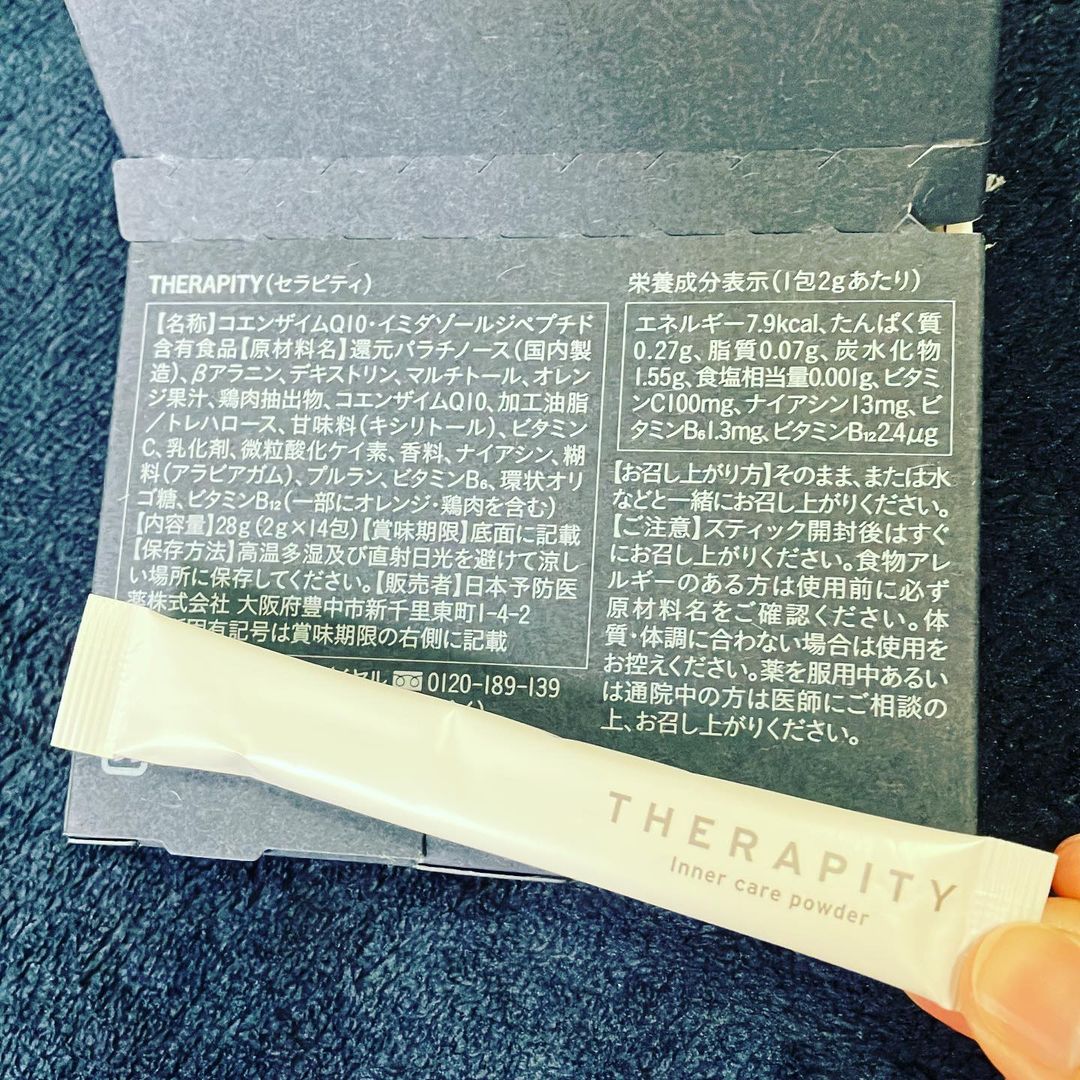 THERAPITY(セラピティ)
【名称】コエンザイムQ10・イミダゾールジペプチド
含有食品【原材料名】還元パラチノース(国内製
造)、βアラニン、デキストリン、マルチトール、オレン
ジ果汁、鶏肉抽出物、コエンザイムQ10、加工油脂
/トレハロース、甘味料(キシリトール)、ビタミン
C、乳化剤、微粒酸化ケイ素、香料、ナイアシン、糊
料(アラビアガム)、プルラン、ビタミンB₆、環状オリ
ゴ糖、ビタミンB₁₂(一部にオレンジ・鶏肉を含む)
【内容量】28g(2g×14包)【賞味期限】底面に記載
【保存方法】高温多湿及び直射日光を避けて涼し
い場所に保存してください。【販売者】日本予防医
薬株式会社 大阪府豊中市新千里東町1-4-2
固有記号は賞味期限の右側に記載
0120-189-139
栄養成分表示(1包2gあたり)
エネルギー7.9kcal、たんぱく質
0.27g、脂質0.07g、炭水化物
1.55g、食塩相当量0.001g、ビタミ
ンC100mg、ナイアシン13mg、ビ
タミンB₆1.3mg、ビタミンB₁₂2.4μg
【お召し上がり方】そのまま、または水
などと一緒にお召し上がりください。
【ご注意】スティック開封後はすぐ
にお召し上がりください。食物アレ
ルギーのある方は使用前に必ず
原材料名をご確認ください。体
質・体調に合わない場合は使用を
お控えください。薬を服用中あるい
は通院中の方は医師にご相談の
上、お召し上がりください。
THERAPITY
Inner care powder